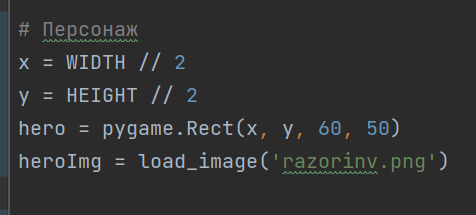 # Персонаж
x = WIDTH // 2
y = HEIGHT // 2
hero = pygame.Rect(x, y, 60, 50)
heroImg = load_image('razorinv.png')